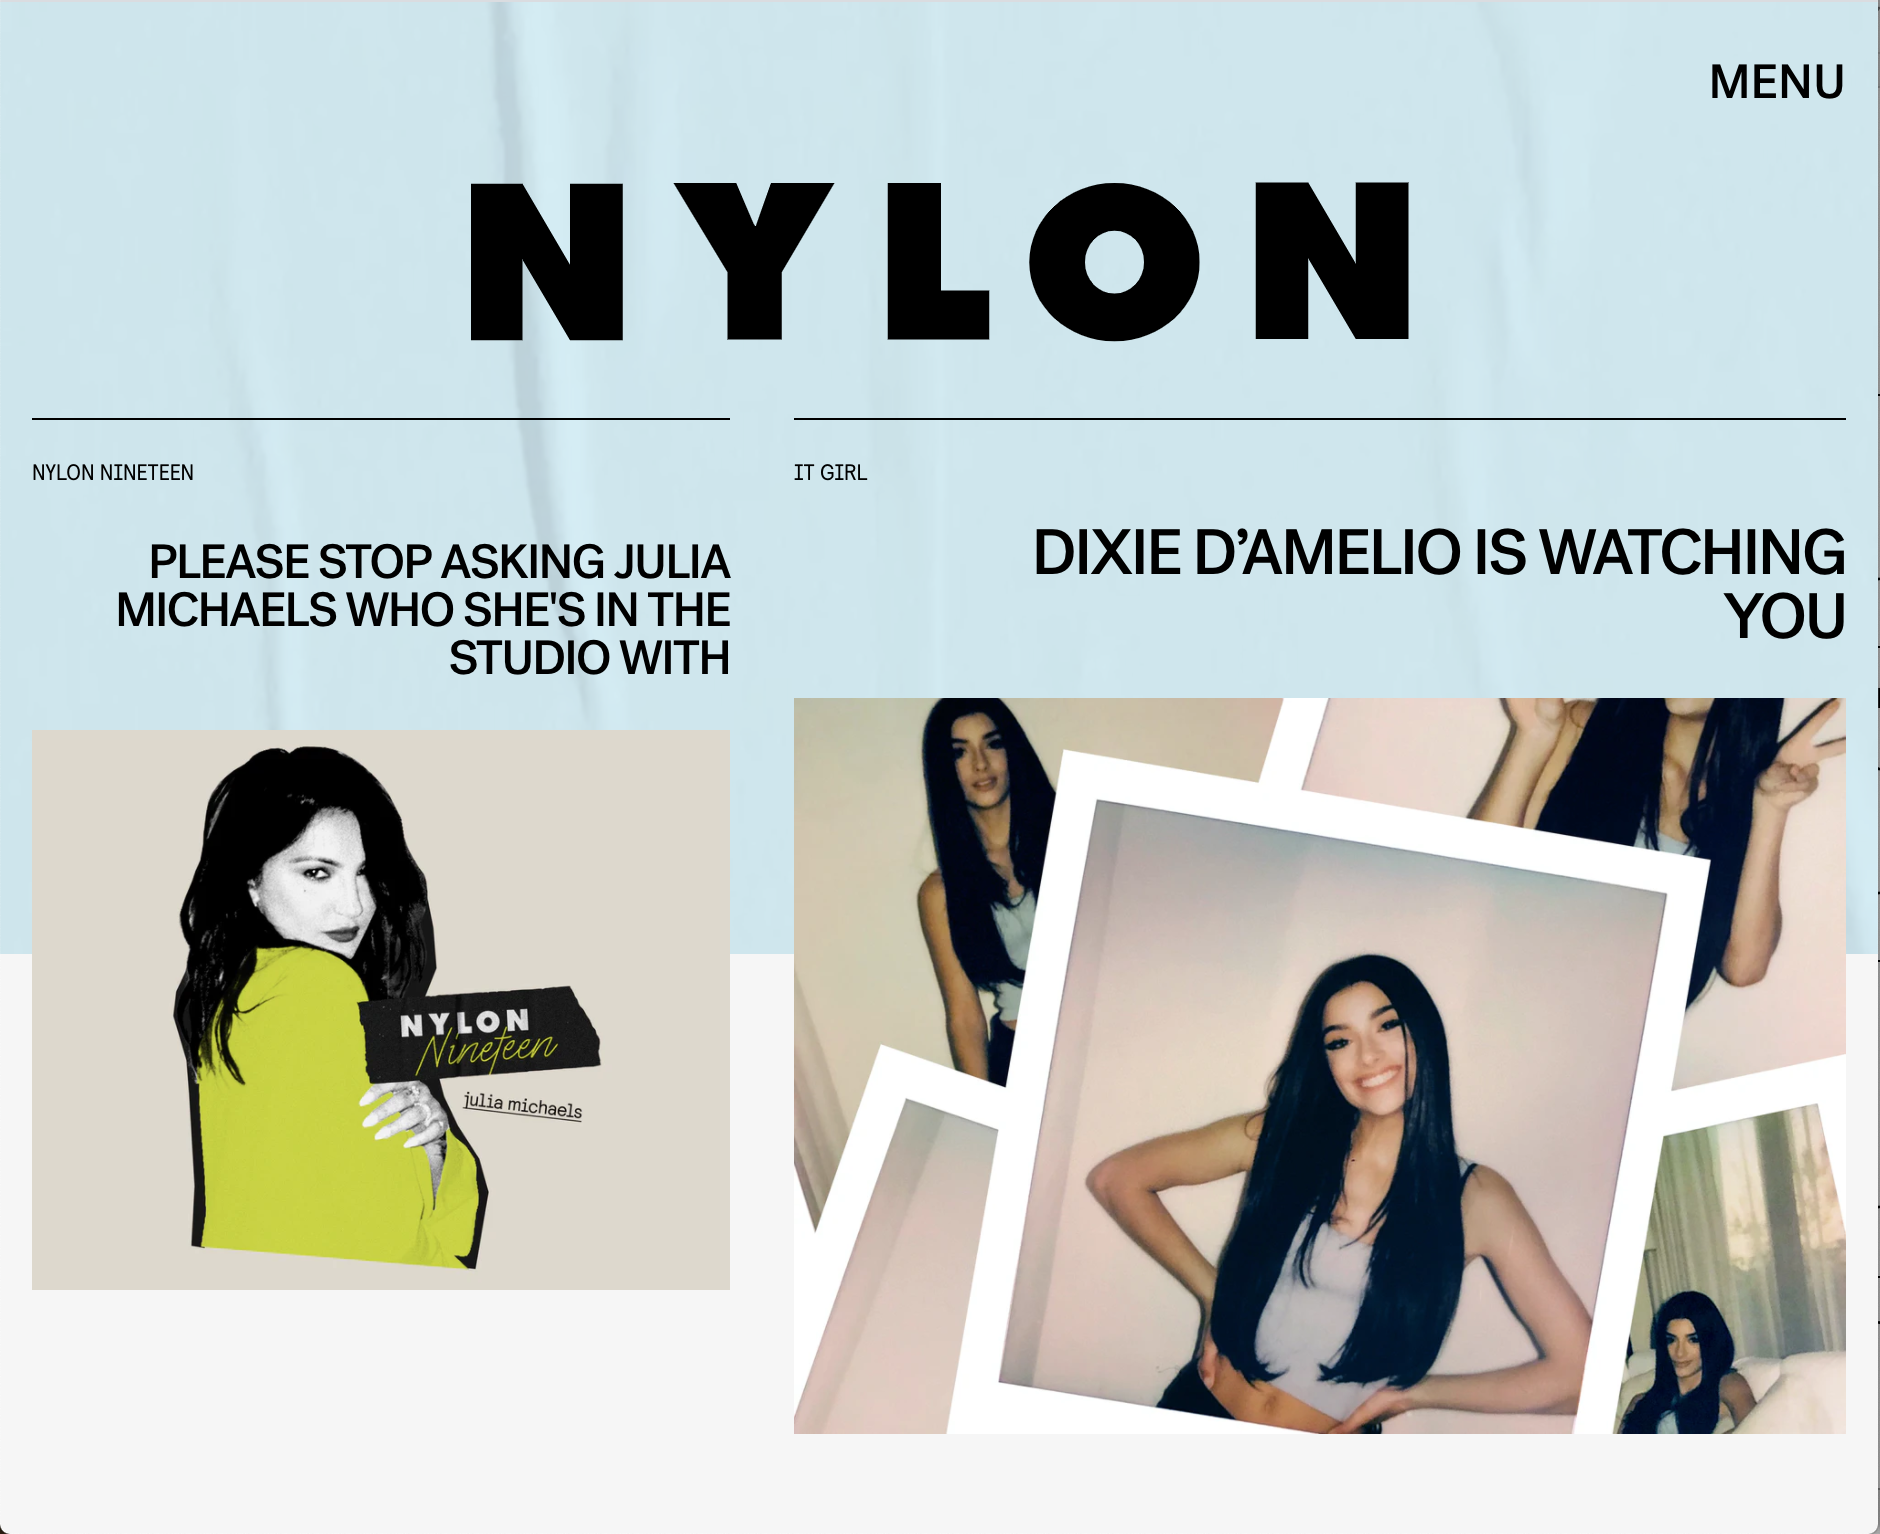 MENU
NYLON
NYLON NINETEEN
PLEASE STOP ASKING JULIA
MICHAELS WHO SHE'S IN THE
STUDIO WITH
NYLON
Nineteen
julia michaels
IT GIRL
DIXIE D’AMELIO IS WATCHING
YOU